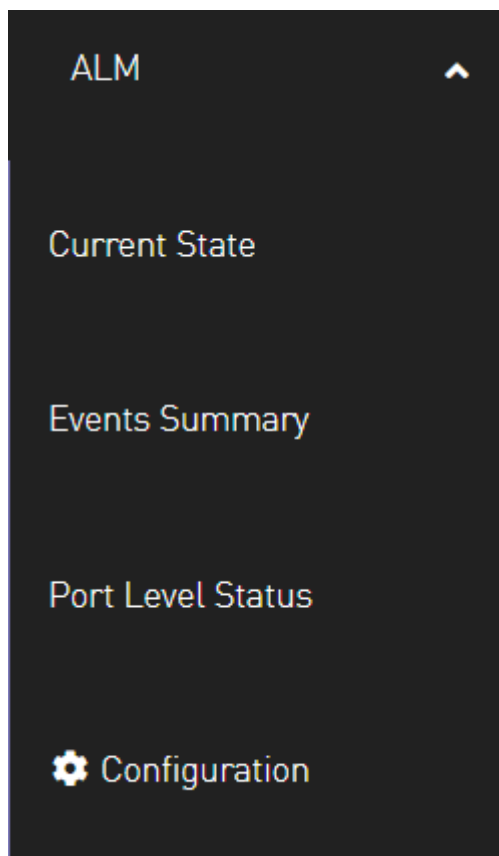 ALM
Current State
Events Summary
Port Level Status
Configuration